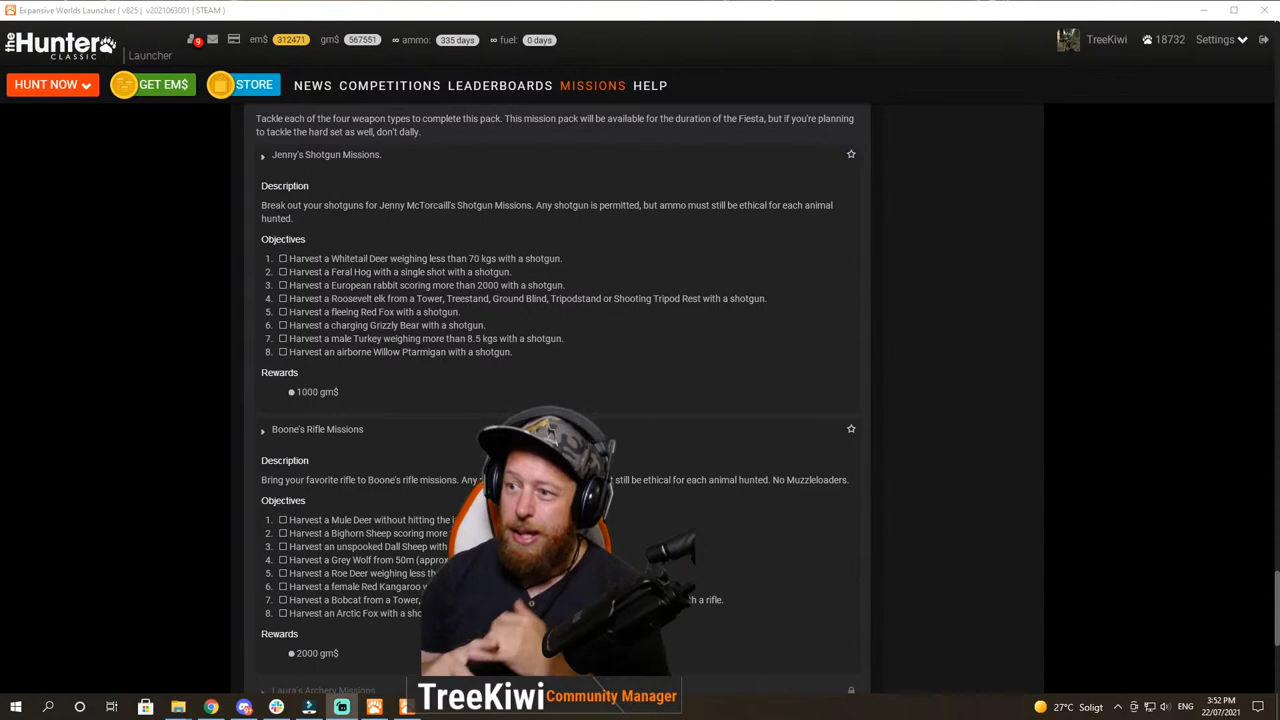 Expansive Worlds Launcher ( v825 | v2021063001 | STEAM )
theHunter CLASSIC | Launcher 9 em$ 312471 gm$ 567551 ∞ ammo: 335 days ∞ fuel: 0 days TreeKiwi 18732 Settings
HUNT NOW GET EM$ STORE NEWS COMPETITIONS LEADERBOARDS MISSIONS HELP
Tackle each of the four weapon types to complete this pack. This mission pack will be available for the duration of the Fiesta, but if you're planning
to tackle the hard set as well, don't dally.
Jenny's Shotgun Missions.
Description
Break out your shotguns for Jenny McTorcaill's Shotgun Missions. Any shotgun is permitted, but ammo must still be ethical for each animal
hunted.
Objectives
1. Harvest a Whitetail Deer weighing less than 70 kgs with a shotgun.
2. Harvest a Feral Hog with a single shot with a shotgun.
3. Harvest a European rabbit scoring more than 2000 with a shotgun.
4. Harvest a Roosevelt elk from a Tower, Treestand, Ground Blind, Tripodstand or Shooting Tripod Rest with a shotgun.
5. Harvest a fleeing Red Fox with a shotgun.
6. Harvest a charging Grizzly Bear with a shotgun.
7. Harvest a male Turkey weighing more than 8.5 kgs with a shotgun.
8. Harvest an airborne Willow Ptarmigan with a shotgun.
Rewards
1000 gm$
Boone's Rifle Missions
Description
Bring your favorite rifle to Boone's rifle missions. Any still be ethical for each animal hunted. No Muzzleloaders.
Objectives
1. Harvest a Mule Deer without hitting the
2. Harvest a Bighorn Sheep scoring more
3. Harvest an unspooked Dall Sheep with
4. Harvest a Grey Wolf from 50m (approx
5. Harvest a Roe Deer weighing less
6. Harvest a female Red Kangaroo
7. Harvest a Bobcat from a Tower, a rifle.
8. Harvest an Arctic Fox with a
Rewards
2000 gm$
Laura's Archery Missions
TreeKiwi Community Manager
27°C Soligt ENG 3:52 PM
22/07/2021